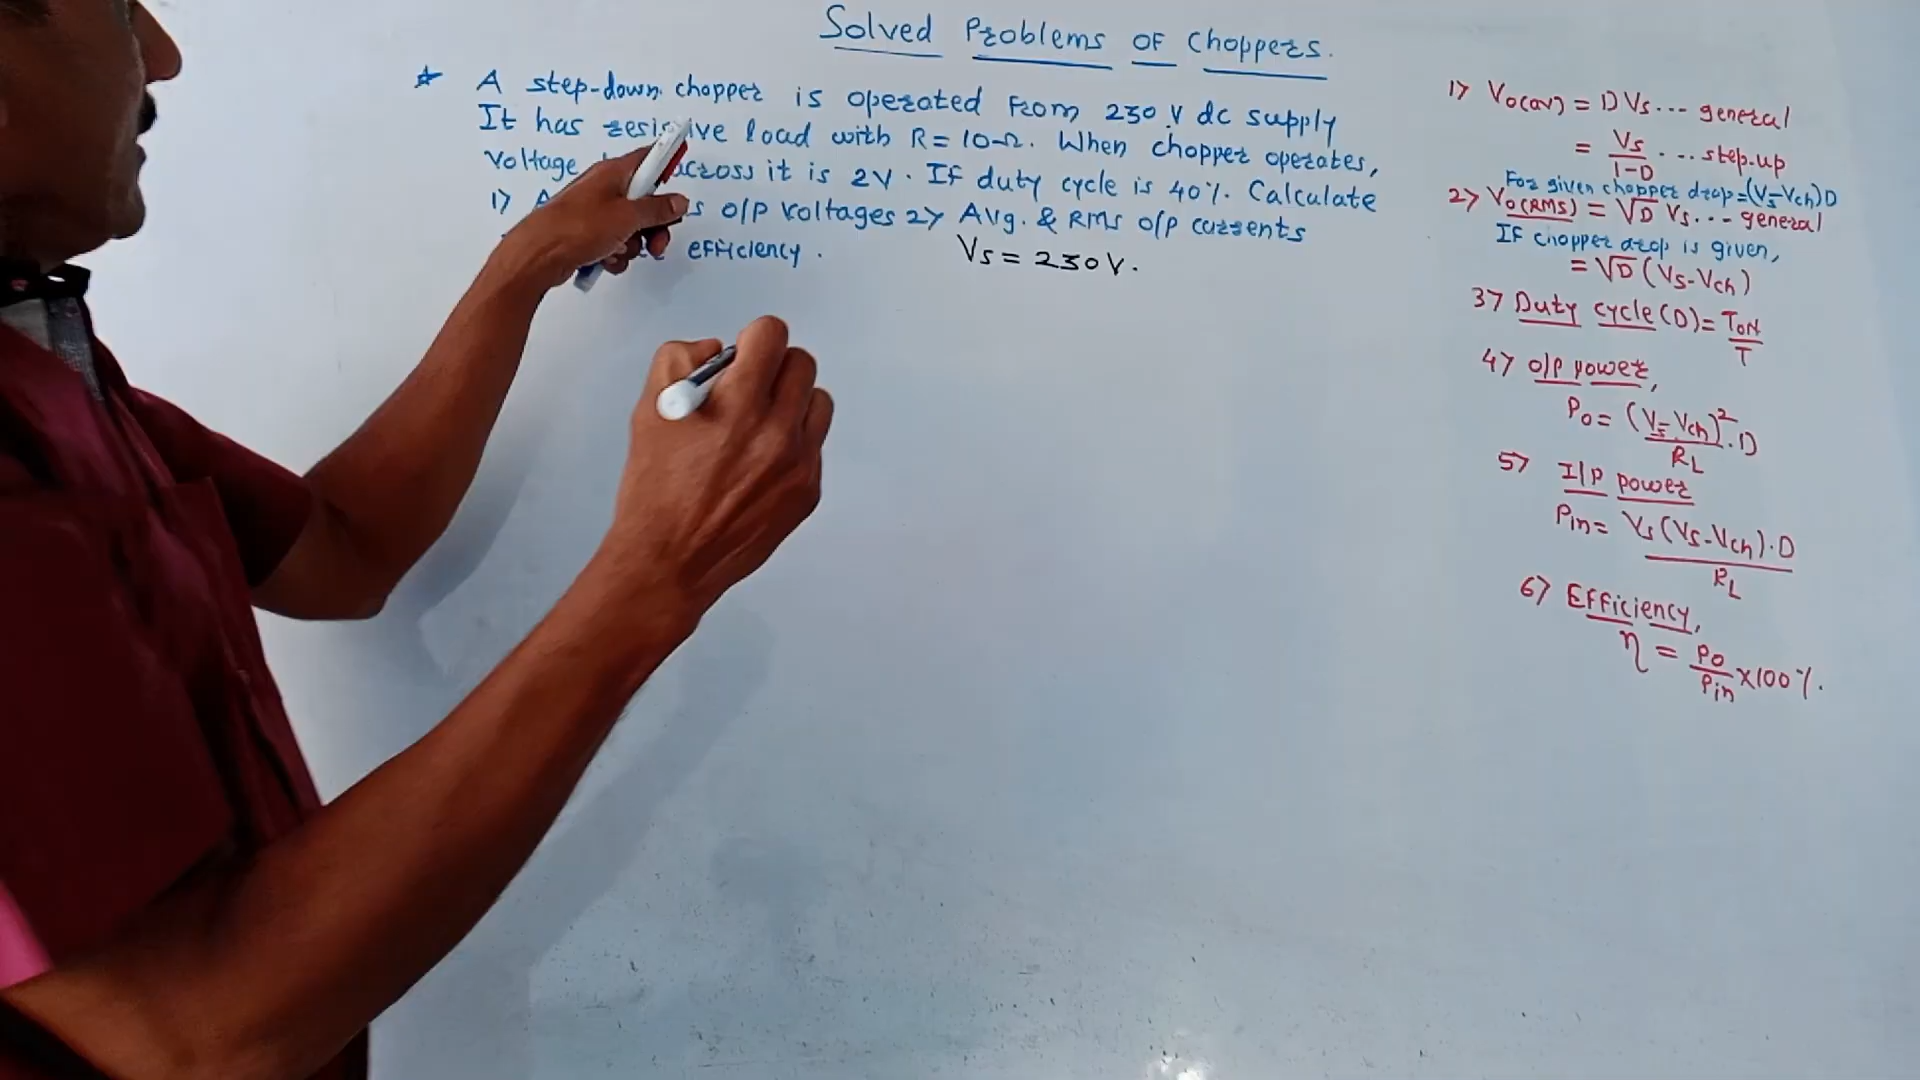 Solved Problems OF Choppers.
* A step-down chopper is operated From 230 V dc supply
It has resistive load with R = 10Ω. When chopper operates,
Voltage across it is 2V. If duty cycle is 40%. Calculate
1) O/P Voltages 2) Avg. & RMS O/P currents
efficiency.
Vs = 230V.
1) Vo(av) = DVs... general
= Vs/1-D ... step-up
For given chopper drop=(Vs-Vch)D
2) Vo(RMS) = √D Vs... general
IF chopper drop is given,
= √D (Vs-Vch)
3) Duty cycle (D) = TON/T
4) O/P power,
Po = (Vs-Vch)²/RL . D
5) I/P power
Pin = Vs(Vs-Vch).D/RL
6) Efficiency,
η = Po/Pin x100%.